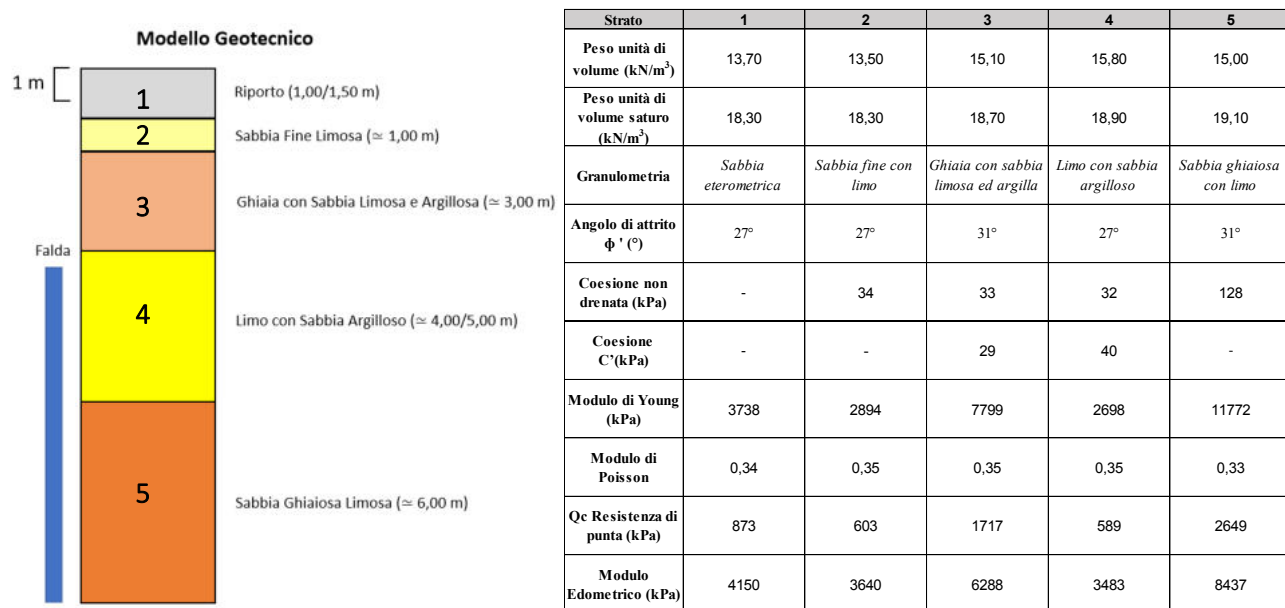 Modello Geotecnico
1 m
1
Riporto (1,00/1,50 m)
2
Sabbia Fine Limosa (≃ 1,00 m)
3
Ghiaia con Sabbia Limosa e Argillosa (≃ 3,00 m)
Falda
4
Limo con Sabbia Argilloso (≃ 4,00/5,00 m)
5
Sabbia Ghiaiosa Limosa (≃ 6,00 m)
Strato 1 2 3 4 5
Peso unità di
volume (kN/m³) 13,70 13,50 15,10 15,80 15,00
Peso unità di
volume saturo 18,30 18,30 18,70 18,90 19,10
(kN/m³)
Granulometria
Sabbia Sabbia fine con Ghiaia con sabbia Limo con sabbia Sabbia ghiaiosa
eterometrica limo limosa ed argilla argilloso con limo
Angolo di attrito
ϕ ' (°) 27° 27° 31° 27° 31°
Coesione non
drenata (kPa) - 34 33 32 128
Coesione
C’(kPa) - - 29 40 -
Modulo di Young
(kPa) 3738 2894 7799 2698 11772
Modulo di
Poisson 0,34 0,35 0,35 0,35 0,33
Qc Resistenza di
punta (kPa) 873 603 1717 589 2649
Modulo
Edometrico (kPa) 4150 3640 6288 3483 8437